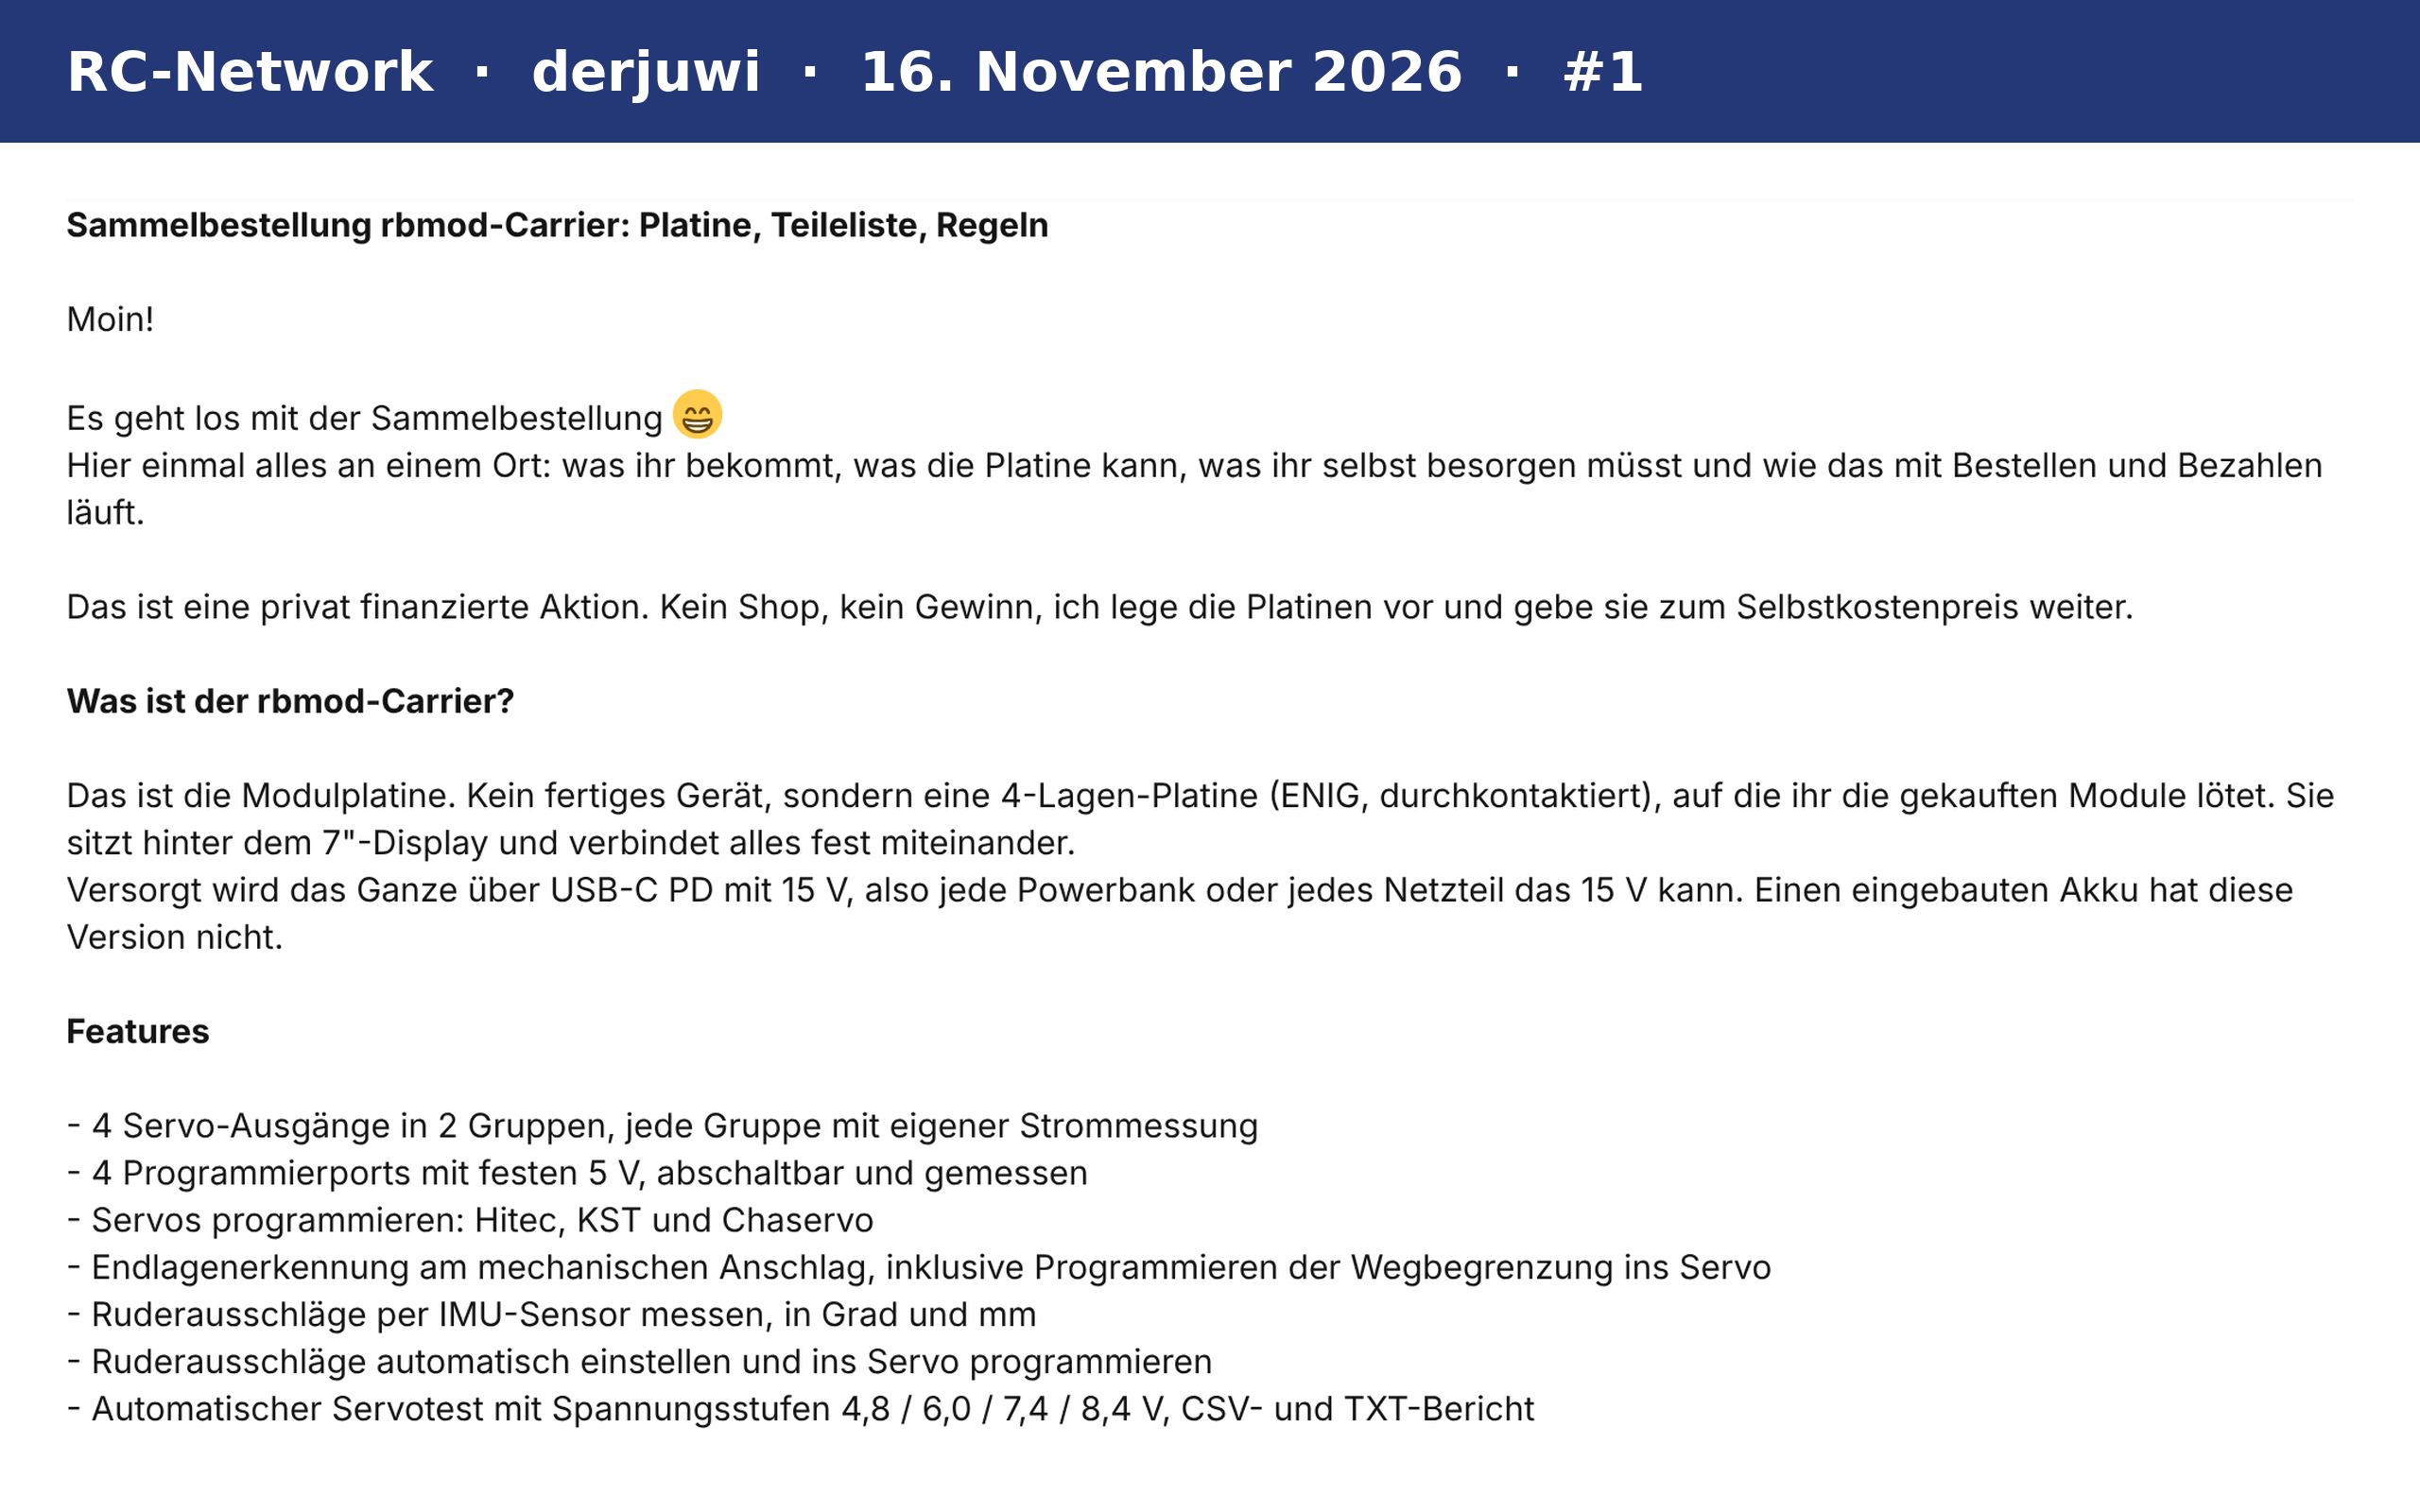 RC-Network · derjuwi · 16. November 2026 · #1
Sammelbestellung rbmod-Carrier: Platine, Teileliste, Regeln
Moin!
Es geht los mit der Sammelbestellung 😁
Hier einmal alles an einem Ort: was ihr bekommt, was die Platine kann, was ihr selbst besorgen müsst und wie das mit Bestellen und Bezahlen
läuft.
Das ist eine privat finanzierte Aktion. Kein Shop, kein Gewinn, ich lege die Platinen vor und gebe sie zum Selbstkostenpreis weiter.
Was ist der rbmod-Carrier?
Das ist die Modulplatine. Kein fertiges Gerät, sondern eine 4-Lagen-Platine (ENIG, durchkontaktiert), auf die ihr die gekauften Module lötet. Sie
sitzt hinter dem 7"-Display und verbindet alles fest miteinander.
Versorgt wird das Ganze über USB-C PD mit 15 V, also jede Powerbank oder jedes Netzteil das 15 V kann. Einen eingebauten Akku hat diese
Version nicht.
Features
- 4 Servo-Ausgänge in 2 Gruppen, jede Gruppe mit eigener Strommessung
- 4 Programmierports mit festen 5 V, abschaltbar und gemessen
- Servos programmieren: Hitec, KST und Chaservo
- Endlagenerkennung am mechanischen Anschlag, inklusive Programmieren der Wegbegrenzung ins Servo
- Ruderausschläge per IMU-Sensor messen, in Grad und mm
- Ruderausschläge automatisch einstellen und ins Servo programmieren
- Automatischer Servotest mit Spannungsstufen 4,8 / 6,0 / 7,4 / 8,4 V, CSV- und TXT-Bericht